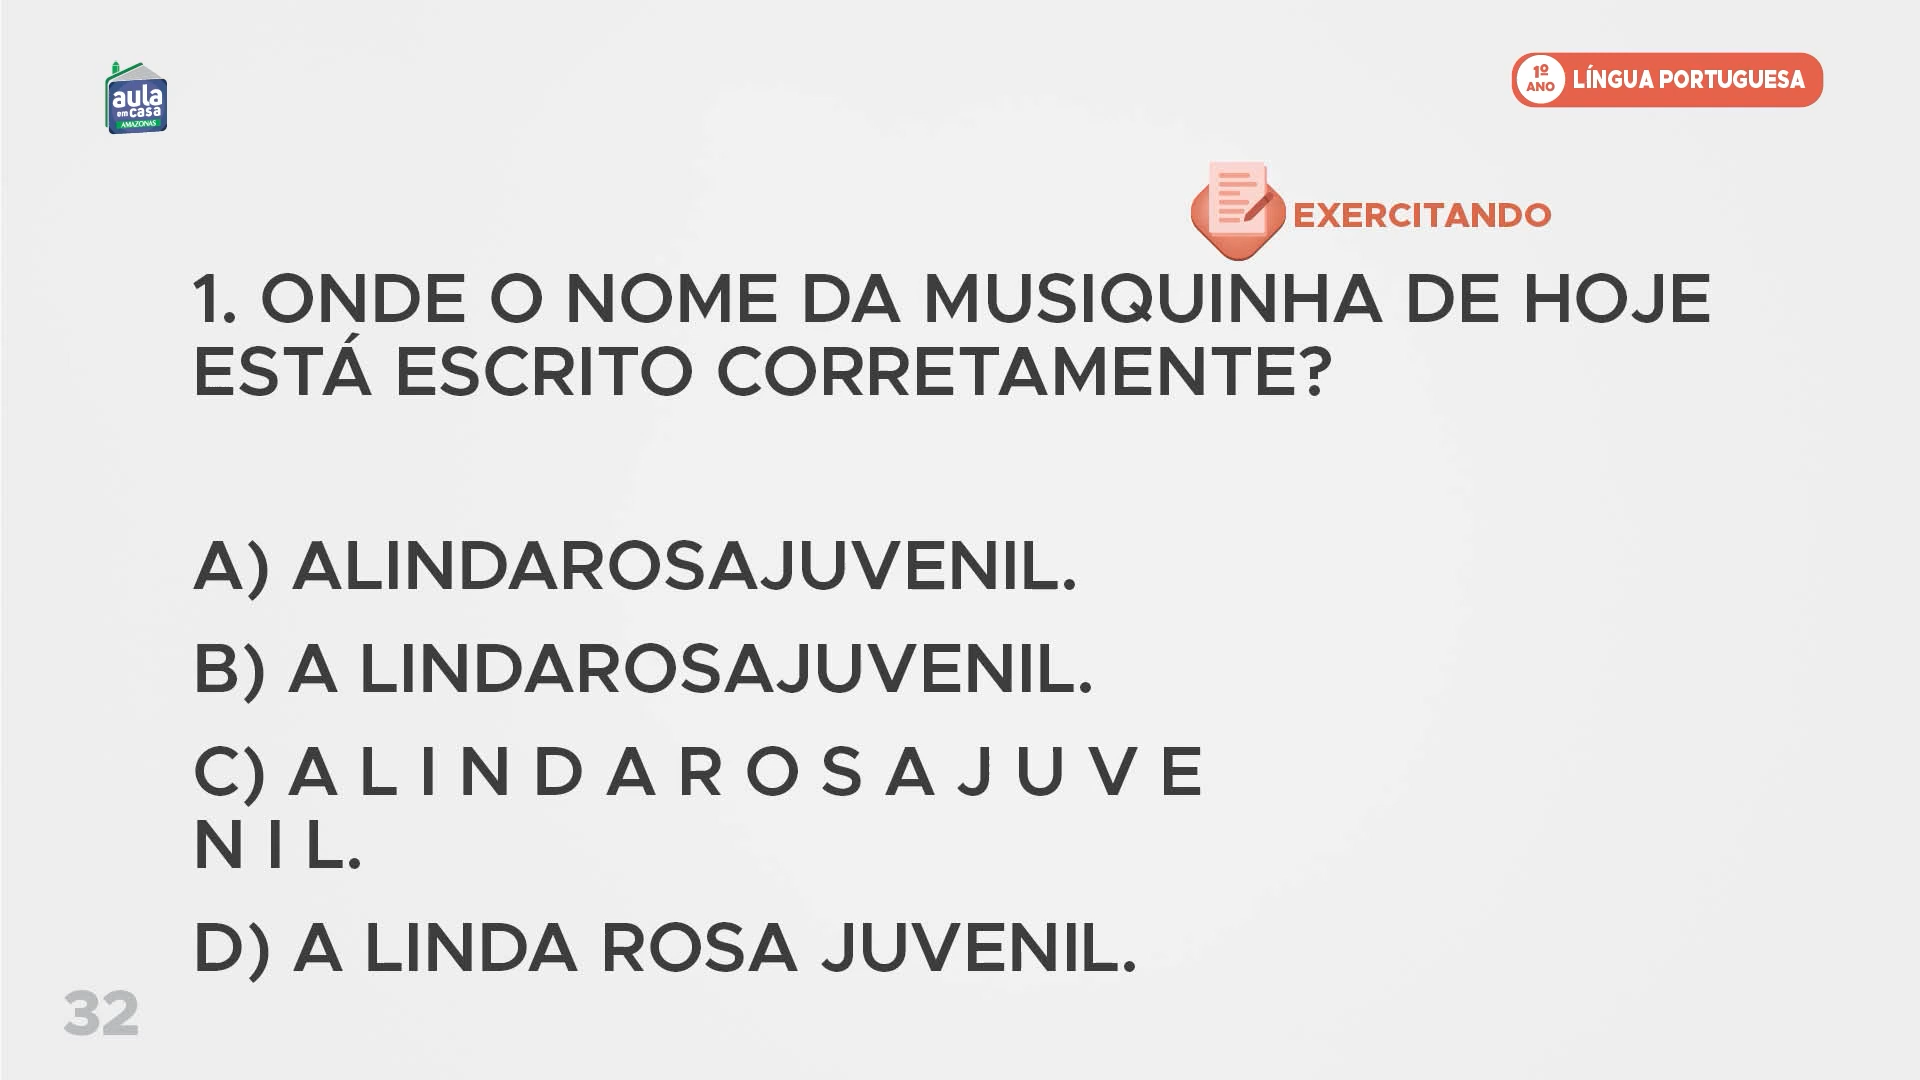 aula
em casa
AMAZONAS
1º
ANO
LÍNGUA PORTUGUESA
EXERCITANDO
1. ONDE O NOME DA MUSIQUINHA DE HOJE
ESTÁ ESCRITO CORRETAMENTE?
A) ALINDAROSAJUVENIL.
B) A LINDAROSAJUVENIL.
C) A L I N D A R O S A J U V E
N I L.
D) A LINDA ROSA JUVENIL.
32